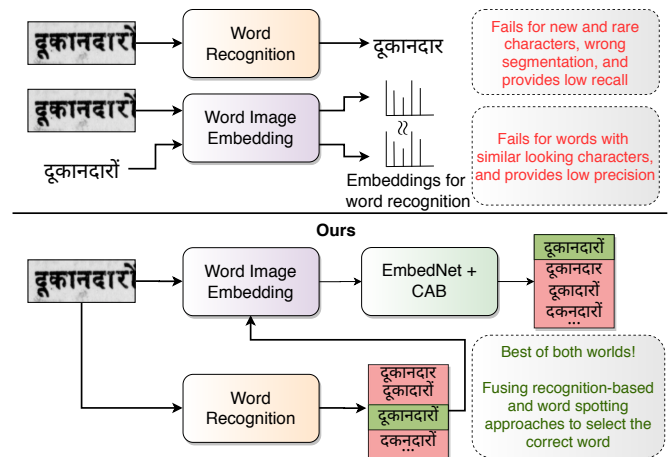 दूकानदारों
Word
Recognition
दूकानदार
Fails for new and rare
characters, wrong
segmentation, and
provides low recall
दूकानदारों
दूकानदारों
Word Image
Embedding
Embeddings for
word recognition
Fails for words with
similar looking characters,
and provides low precision
Ours
दूकानदारों
Word Image
Embedding
EmbedNet +
CAB
दूकानदारों
दूकानदार
दूकादारों
दकनदारों
...
Word
Recognition
दूकानदार
दूकादारों
दूकानदारों
दकनदारों
...
Best of both worlds!
Fusing recognition-based
and word spotting
approaches to select the
correct word